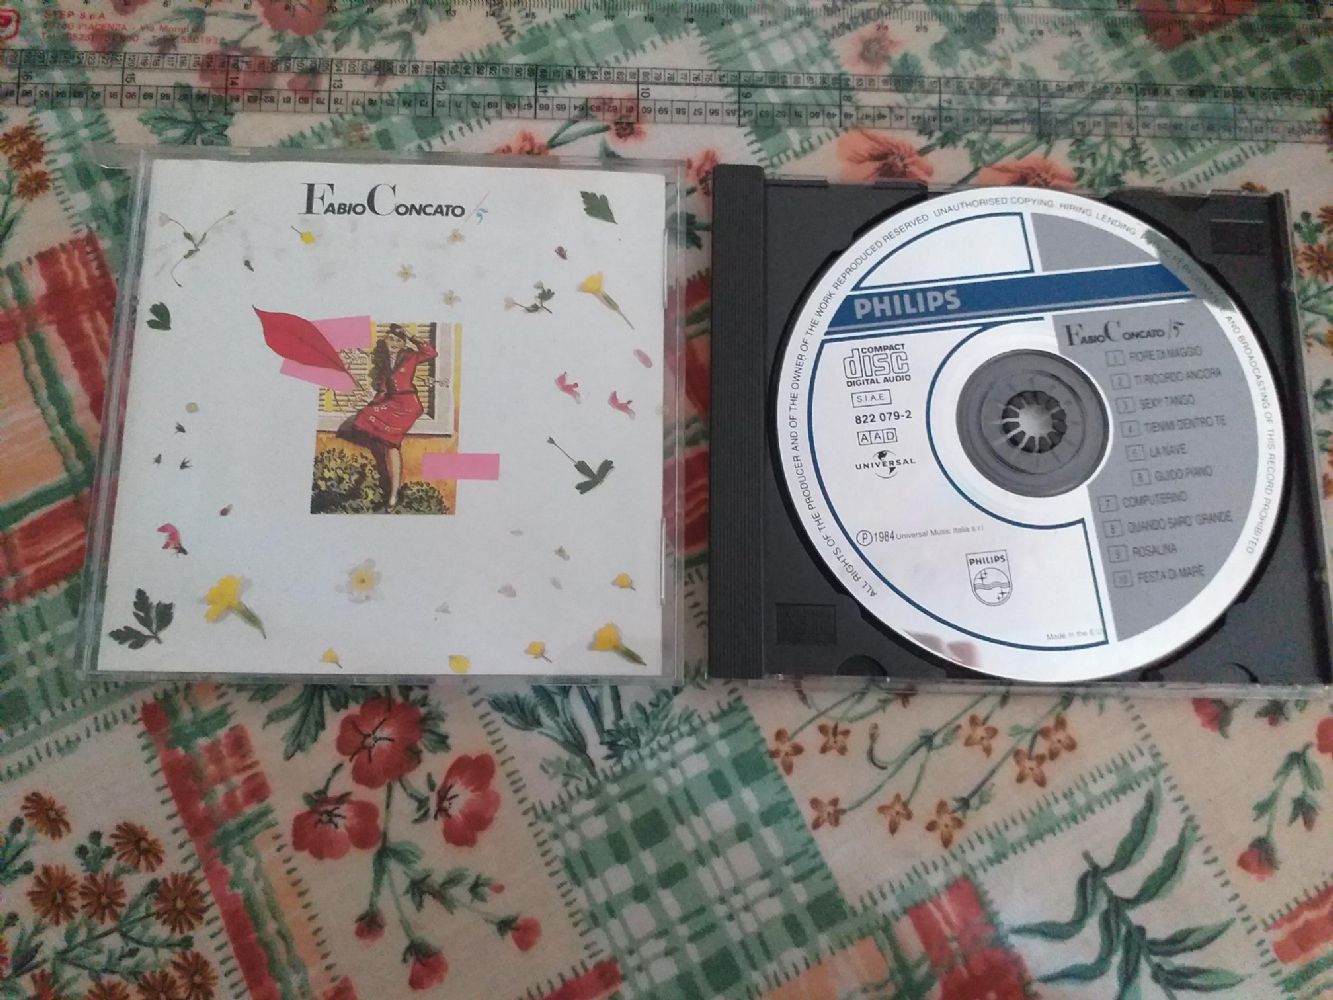 STEP S.p.A
FABIO CONCATO /5
ALL RIGHTS OF THE PRODUCER AND OF THE OWNER OF THE WORK REPRODUCED RESERVED UNAUTHORISED COPYING, HIRING, LENDING, AND BROADCASTING OF THIS RECORD PROHIBITED
PHILIPS
COMPACT
disc
DIGITAL AUDIO
S.I.A.E.
822 079-2
AAD
UNIVERSAL
℗ 1984 Universal Music Italia s.r.l
PHILIPS
Made in the E.U.
FABIO CONCATO /5
1 FIORE DI MAGGIO
2 TI RICORDO ANCORA
3 SEXY TANGO
4 TIENIMI DENTRO TE
5 LA NAVE
6 GUIDO PIANO
7 COMPUTERINO
8 QUANDO SARO' GRANDE
9 ROSALINA
10 FESTA DI MARE